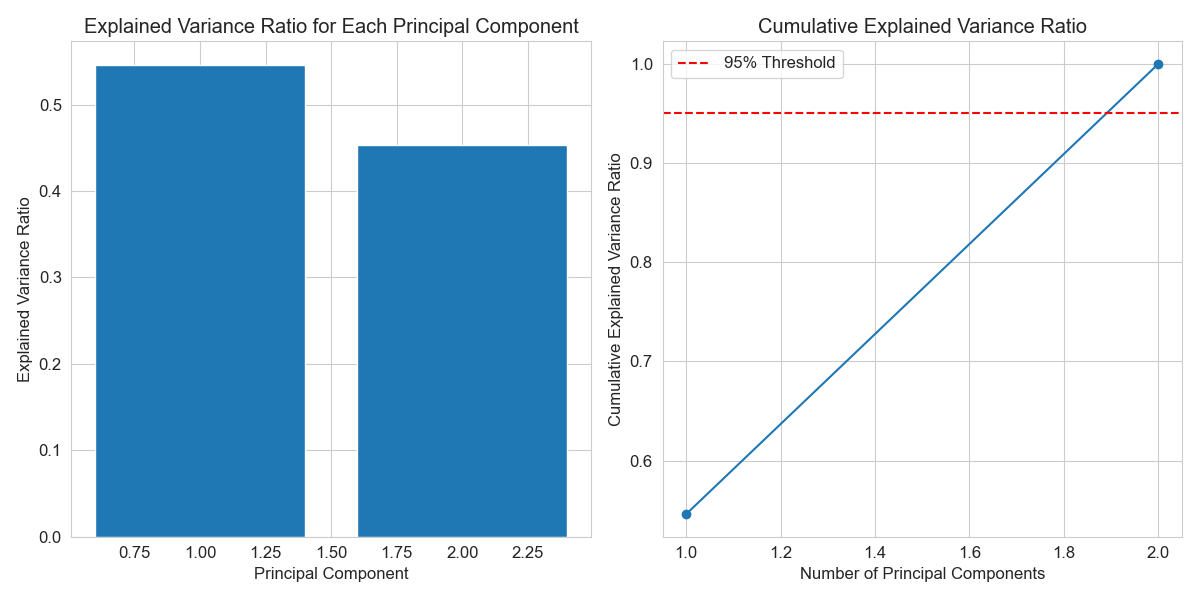 Explained Variance Ratio for Each Principal Component
Explained Variance Ratio
0.5
0.4
0.3
0.2
0.1
0.0
0.75 1.00 1.25 1.50 1.75 2.00 2.25
Principal Component
Cumulative Explained Variance Ratio
95% Threshold
Cumulative Explained Variance Ratio
1.0
0.9
0.8
0.7
0.6
1.0 1.2 1.4 1.6 1.8 2.0
Number of Principal Components